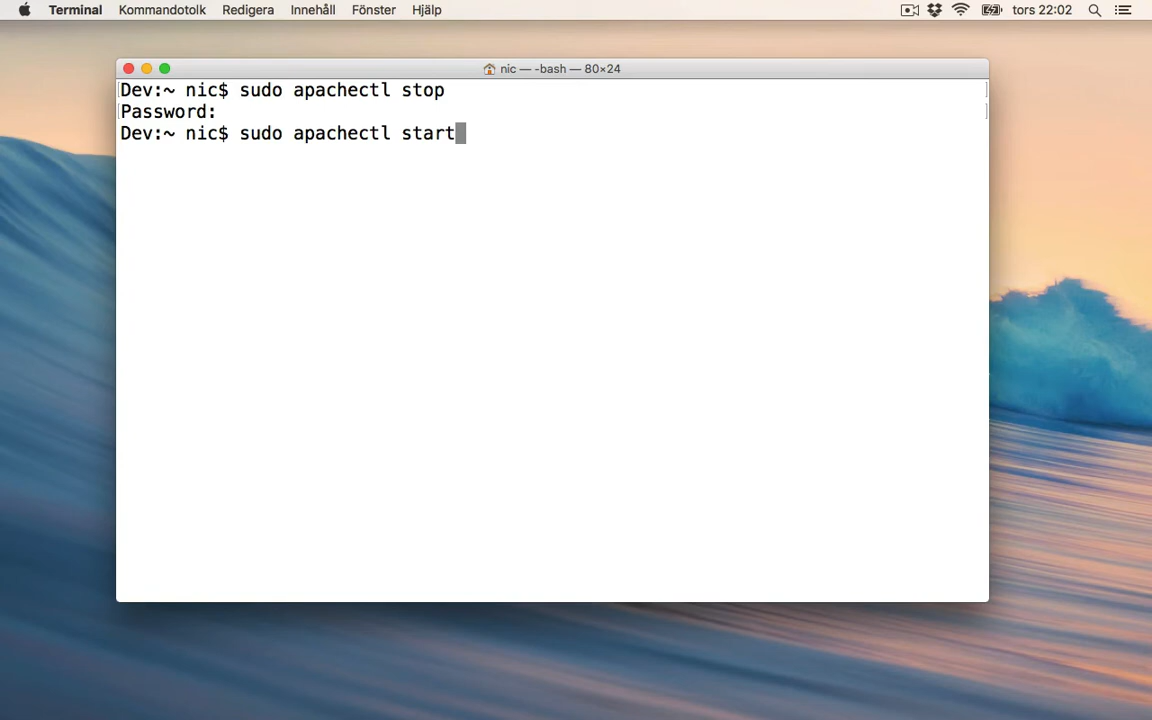 Terminal Kommandotolk Redigera Innehåll Fönster Hjälp tors 22:02
nic — -bash — 80×24
Dev:~ nic$ sudo apachectl stop
Password:
Dev:~ nic$ sudo apachectl start